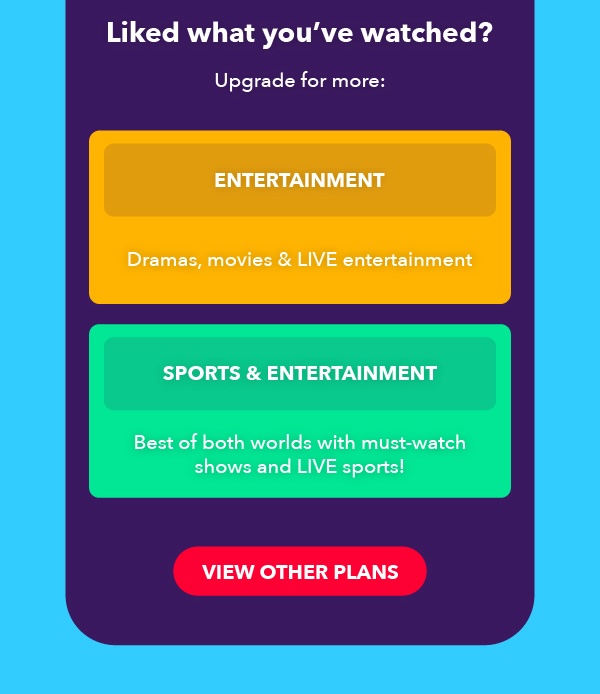 Liked what you’ve watched?
Upgrade for more:
ENTERTAINMENT
Dramas, movies & LIVE entertainment
SPORTS & ENTERTAINMENT
Best of both worlds with must-watch
shows and LIVE sports!
VIEW OTHER PLANS